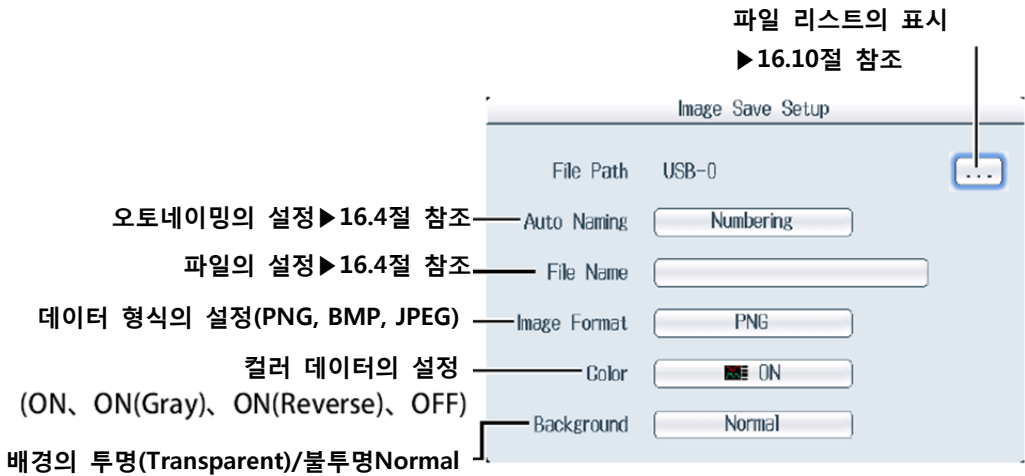 파일 리스트의 표시
▶16.10절 참조
Image Save Setup
File Path USB-0 ...
오토네이밍의 설정▶16.4절 참조 Auto Naming Numbering
파일의 설정▶16.4절 참조 File Name
데이터 형식의 설정(PNG, BMP, JPEG) Image Format PNG
컬러 데이터의 설정 Color ON
(ON、ON(Gray)、ON(Reverse)、OFF)
Background Normal
배경의 투명(Transparent)/불투명Normal